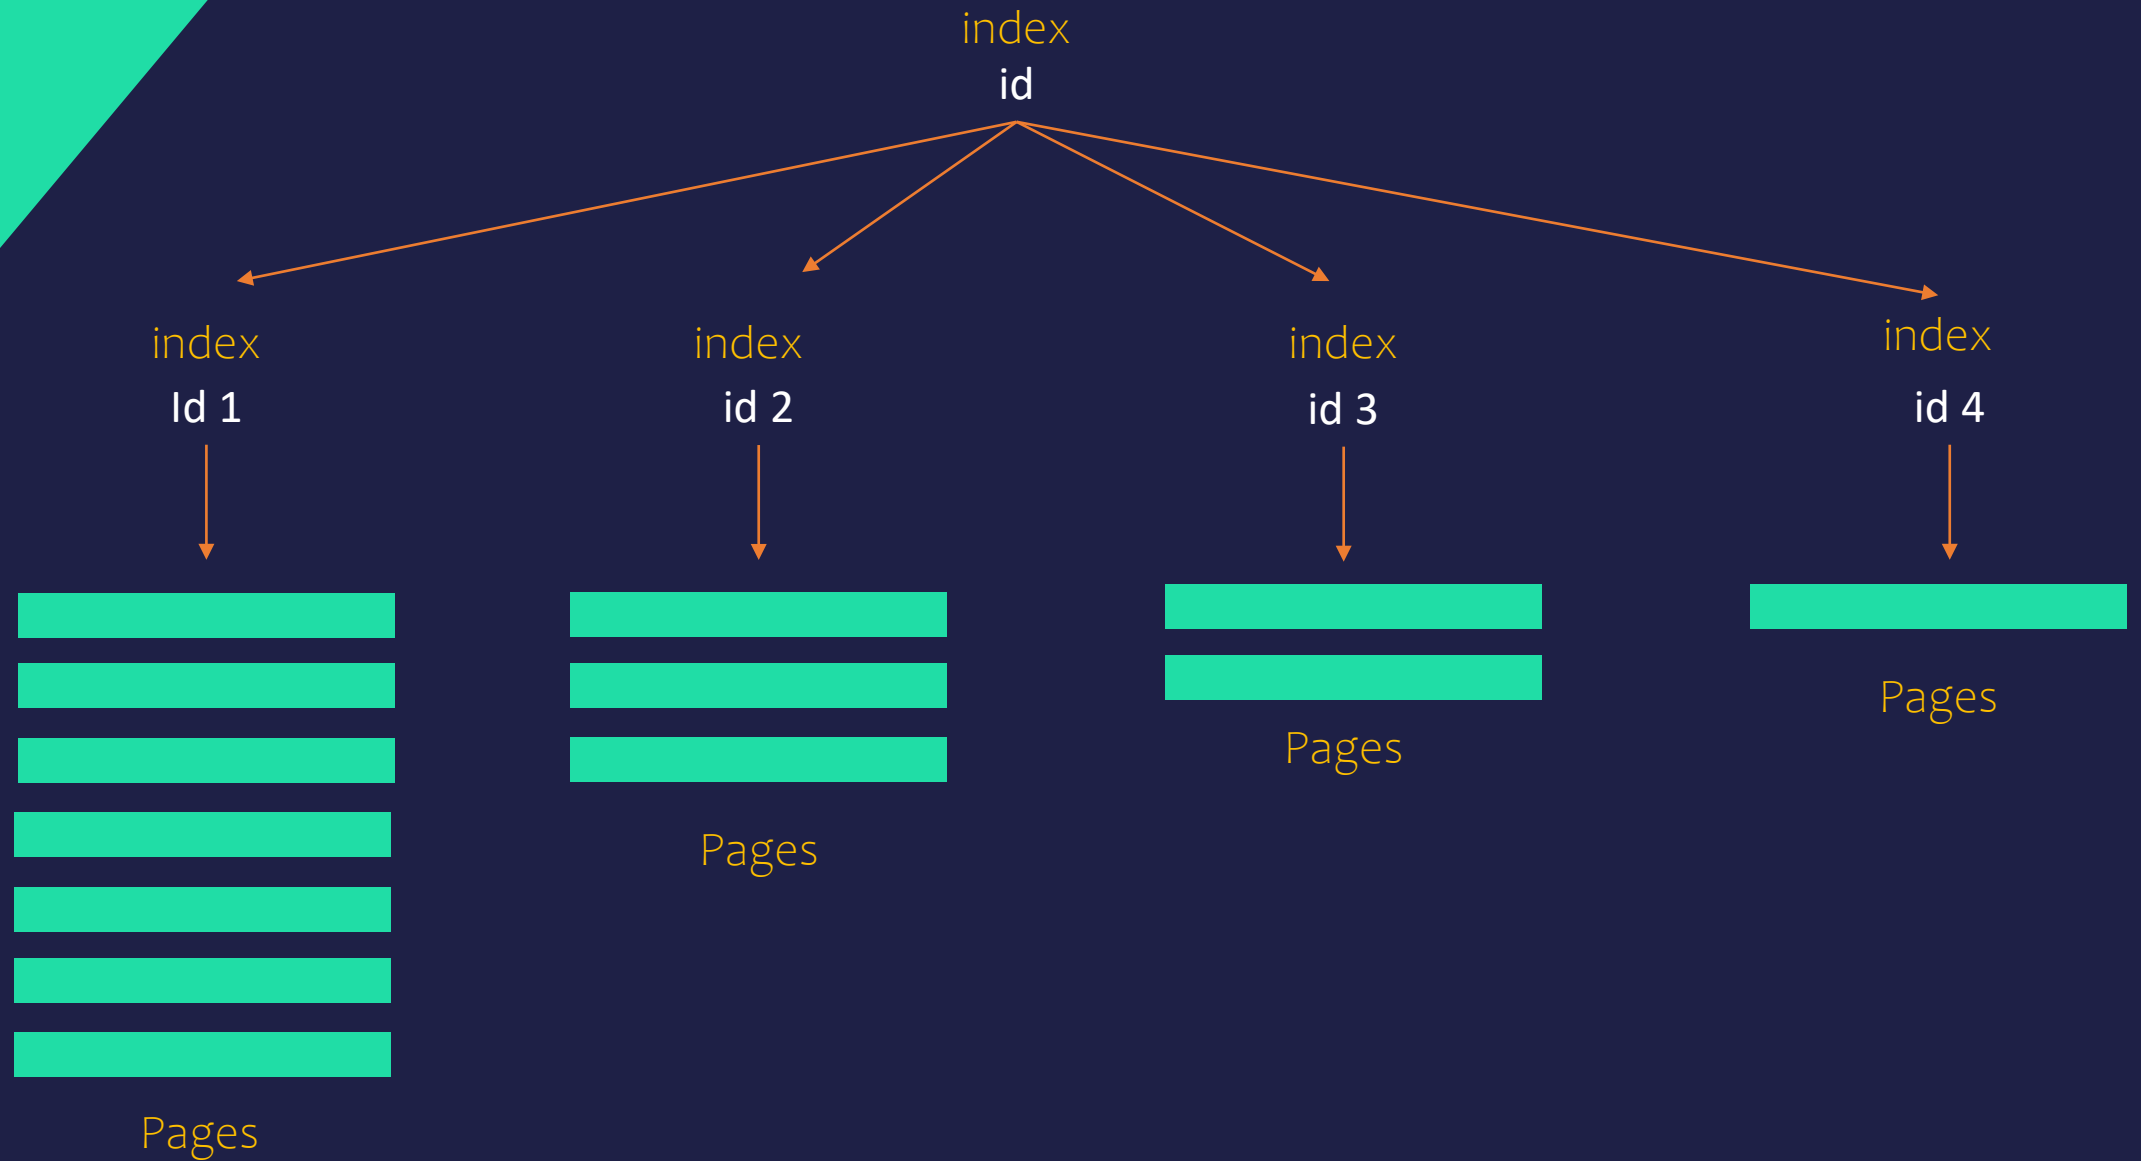 index
id
index
Id 1
index
id 2
index
id 3
index
id 4
Pages
Pages
Pages
Pages